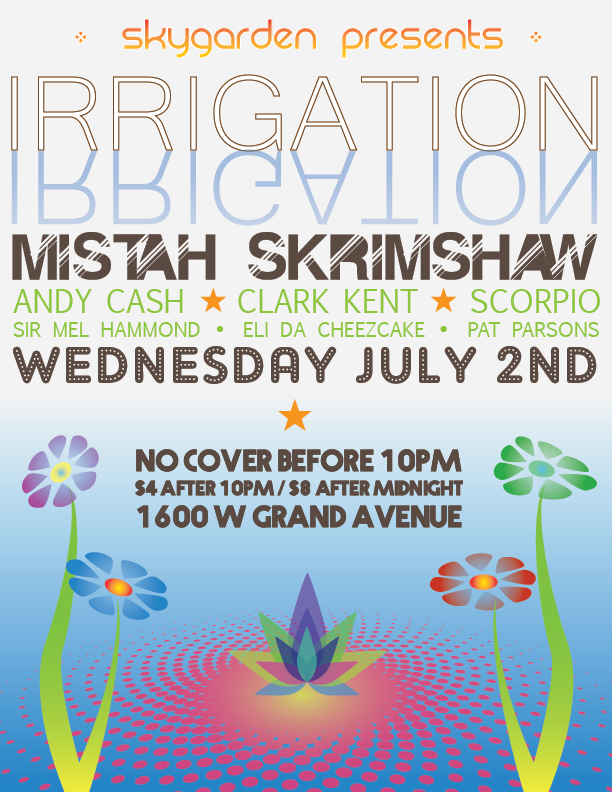 skygarden presents
IRRIGATION
MISTAH SKRIMSHAW
ANDY CASH ★ CLARK KENT ★ SCORPIO
SIR MEL HAMMOND • ELI DA CHEEZCAKE • PAT PARSONS
WEDNESDAY JULY 2ND
NO COVER BEFORE 10PM
$4 AFTER 10PM / $8 AFTER MIDNIGHT
1600 W GRAND AVENUE